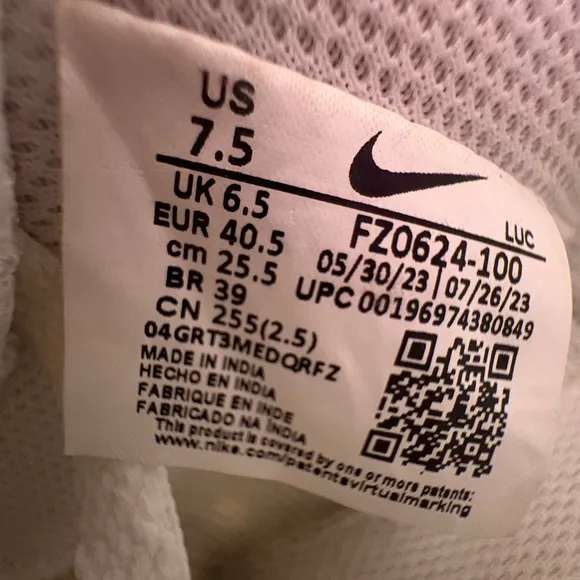 US
7.5
UK 6.5
EUR 40.5
cm 25.5
BR 39
CN 255(2.5)
LUC
FZ0624-100
05/30/23 | 07/26/23
UPC 00196974380849
04GRT3MEDQRFZ
MADE IN INDIA
HECHO EN INDIA
FABRIQUE EN INDE
FABRICADO NA ÍNDIA
This product is covered by one or more patents:
www.nike.com/patentsvirtualmarking